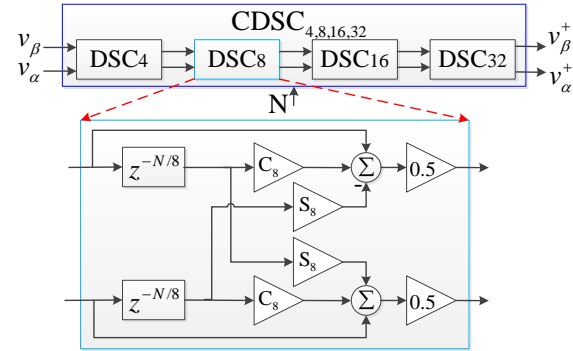 CDSC4,8,16,32
vβ DSC4 DSC8 DSC16 DSC32 vβ+
vα vα+
N
z−N/8 C8 Σ 0.5
-
S8
S8
z−N/8 C8 Σ 0.5